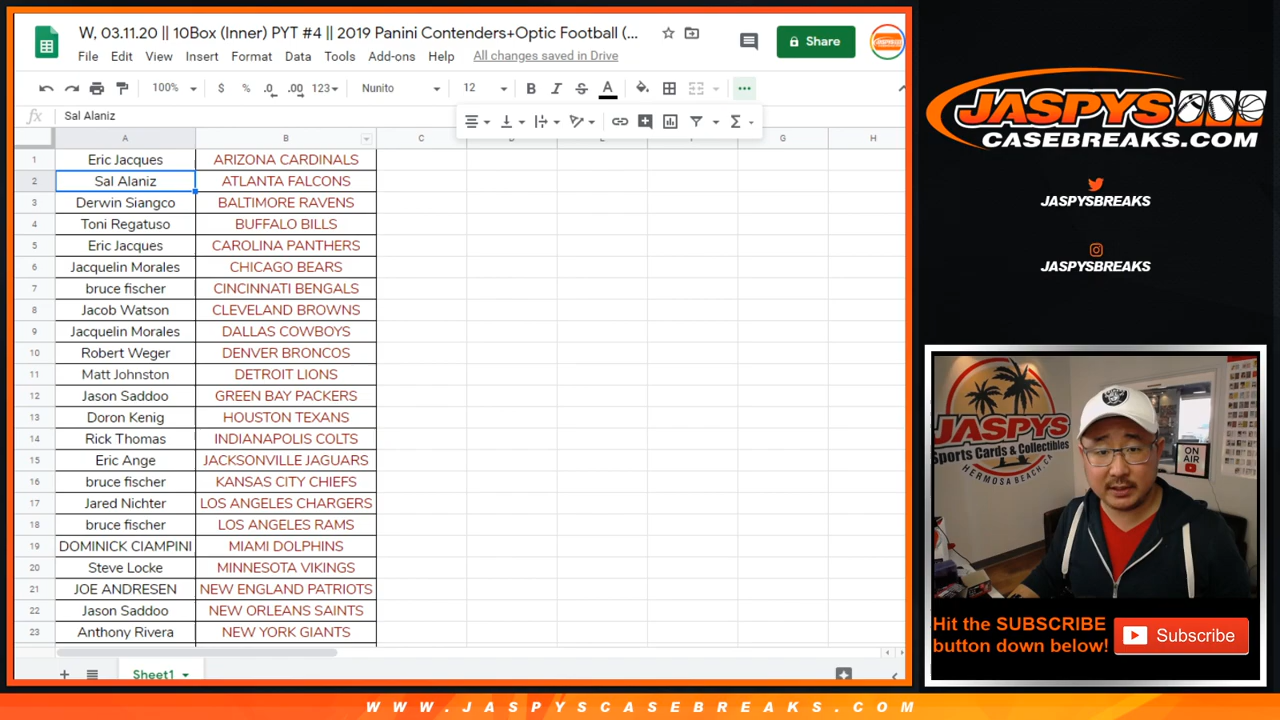 W, 03.11.20 || 10Box (Inner) PYT #4 || 2019 Panini Contenders+Optic Football (...
File Edit View Insert Format Data Tools Add-ons Help All changes saved in Drive
Share
100% $ % .0 .00 123 Nunito 12 B I S A
fx Sal Alaniz
A B C G H
1 Eric Jacques ARIZONA CARDINALS
2 Sal Alaniz ATLANTA FALCONS
3 Derwin Siangco BALTIMORE RAVENS
4 Toni Regatuso BUFFALO BILLS
5 Eric Jacques CAROLINA PANTHERS
6 Jacquelin Morales CHICAGO BEARS
7 bruce fischer CINCINNATI BENGALS
8 Jacob Watson CLEVELAND BROWNS
9 Jacquelin Morales DALLAS COWBOYS
10 Robert Weger DENVER BRONCOS
11 Matt Johnston DETROIT LIONS
12 Jason Saddoo GREEN BAY PACKERS
13 Doron Kenig HOUSTON TEXANS
14 Rick Thomas INDIANAPOLIS COLTS
15 Eric Ange JACKSONVILLE JAGUARS
16 bruce fischer KANSAS CITY CHIEFS
17 Jared Nichter LOS ANGELES CHARGERS
18 bruce fischer LOS ANGELES RAMS
19 DOMINICK CIAMPINI MIAMI DOLPHINS
20 Steve Locke MINNESOTA VIKINGS
21 JOE ANDRESEN NEW ENGLAND PATRIOTS
22 Jason Saddoo NEW ORLEANS SAINTS
23 Anthony Rivera NEW YORK GIANTS
Sheet1
JASPYS
CASEBREAKS.COM
JASPYSBREAKS
JASPYSBREAKS
JASPYS
Sports Cards & Collectibles
HERMOSA BEACH, CA
ON
AIR
Hit the SUBSCRIBE
button down below!
Subscribe
WWW.JASPYSCASEBREAKS.COM